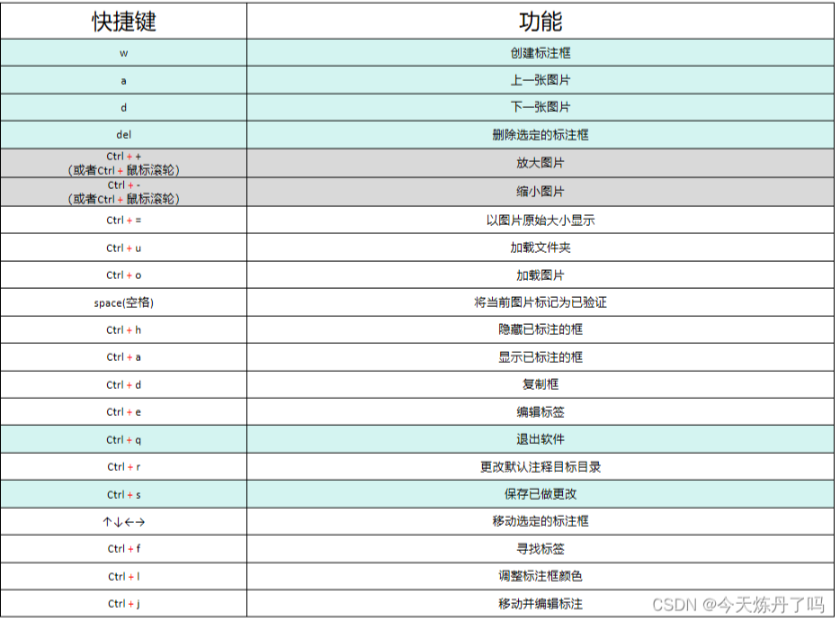 快捷键 功能
w 创建标注框
a 上一张图片
d 下一张图片
del 删除选定的标注框
Ctrl + +
（或者Ctrl + 鼠标滚轮） 放大图片
Ctrl + -
（或者Ctrl + 鼠标滚轮） 缩小图片
Ctrl + = 以图片原始大小显示
Ctrl + u 加载文件夹
Ctrl + o 加载图片
space(空格) 将当前图片标记为已验证
Ctrl + h 隐藏已标注的框
Ctrl + a 显示已标注的框
Ctrl + d 复制框
Ctrl + e 编辑标签
Ctrl + q 退出软件
Ctrl + r 更改默认注释目标目录
Ctrl + s 保存已做更改
↑↓←→ 移动选定的标注框
Ctrl + f 寻找标签
Ctrl + l 调整标注框颜色
Ctrl + j 移动并编辑标注
CSDN @今天炼丹了吗